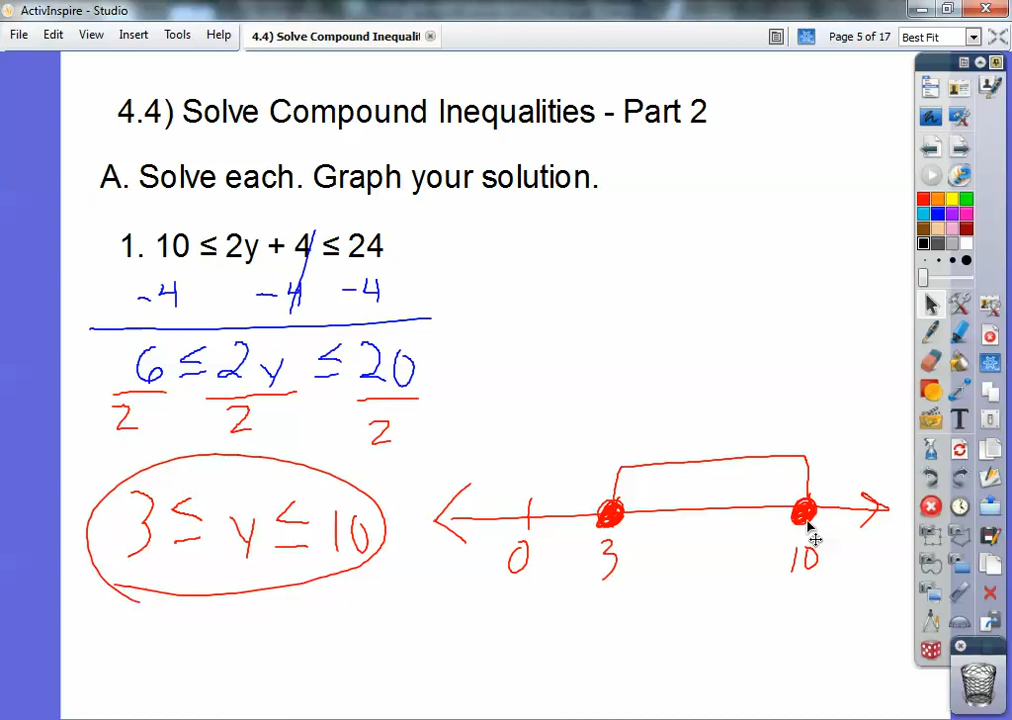 ActivInspire - Studio
File Edit View Insert Tools Help
4.4) Solve Compound Inequalit
Page 5 of 17
Best Fit
4.4) Solve Compound Inequalities - Part 2
A. Solve each. Graph your solution.
1. 10 ≤ 2y + 4 ≤ 24
-4 -4 -4
6 ≤ 2y ≤ 20
2 2 2
3 ≤ y ≤ 10
0 3 10